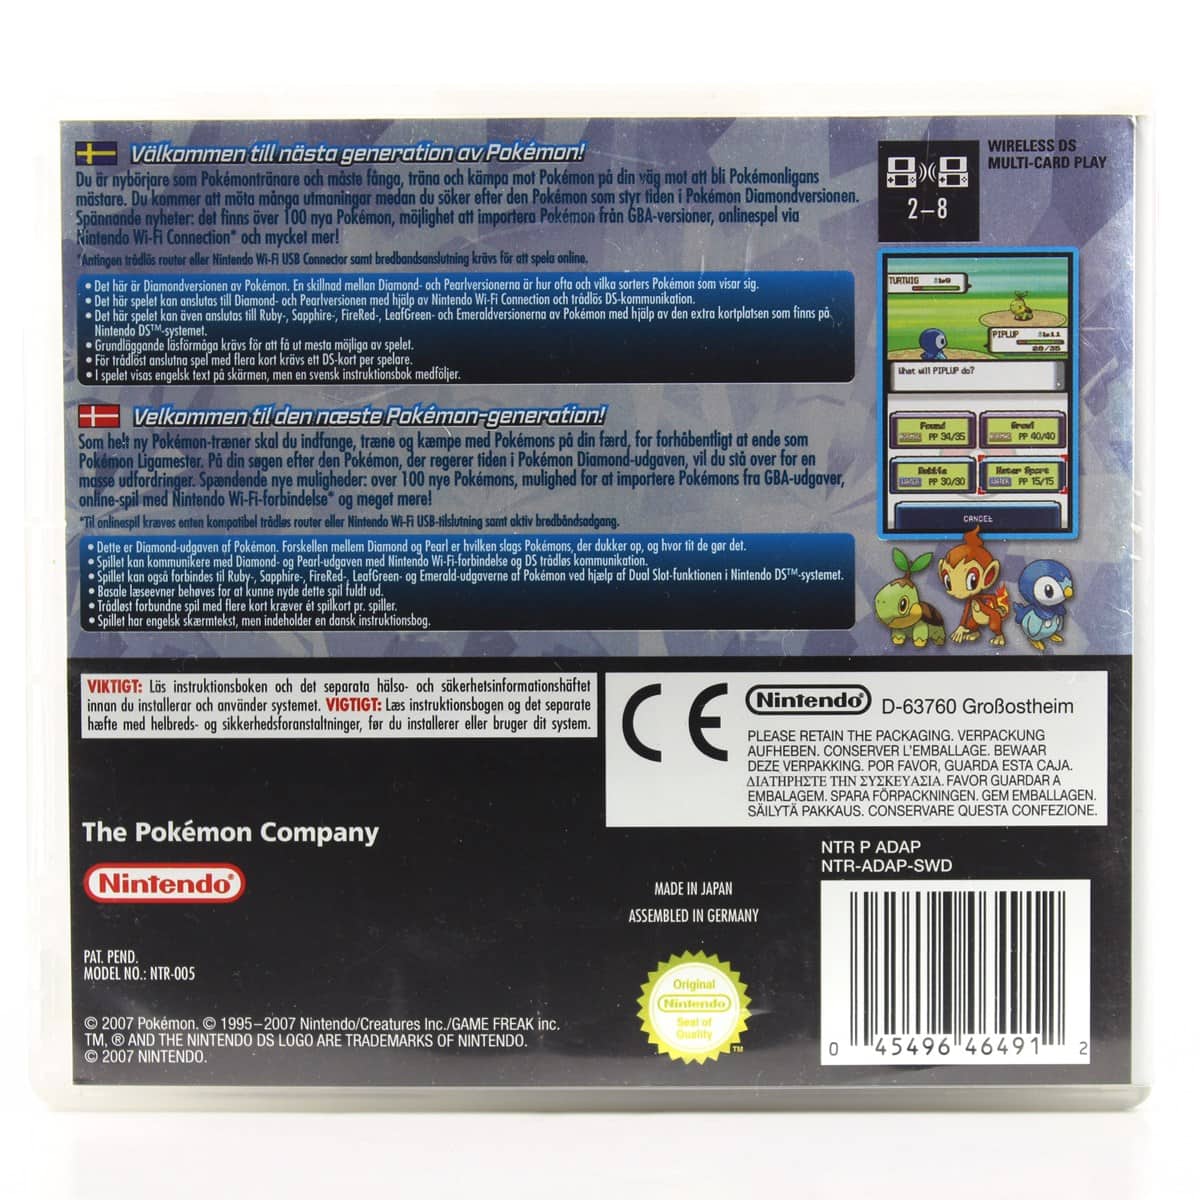 Välkommen till nästa generation av Pokémon!
Du är nybörjare som Pokémontränare och måste fånga, träna och kämpa mot Pokémon på din väg mot att bli Pokémonligans
mästare. Du kommer att möta många utmaningar medan du söker efter den Pokémon som styr tiden i Pokémon Diamondversionen.
Spännande nyheter: det finns över 100 nya Pokémon, möjlighet att importera Pokémon från GBA-versioner, onlinespel via
Nintendo Wi-Fi Connection* och mycket mer!
*Antingen trådlös router eller Nintendo Wi-Fi USB Connector samt bredbandsanslutning krävs för att spela online.
• Det här är Diamondversionen av Pokémon. En skillnad mellan Diamond- och Pearlversionerna är hur ofta och vilka sorters Pokémon som visar sig.
• Det här spelet kan anslutas till Diamond- och Pearlversionen med hjälp av Nintendo Wi-Fi Connection och trådlös DS-kommunikation.
• Det här spelet kan även anslutas till Ruby-, Sapphire-, FireRed-, LeafGreen- och Emeraldversionerna av Pokémon med hjälp av den extra kortplatsen som finns på
Nintendo DS™-systemet.
• Grundläggande läsförmåga krävs för att få ut mesta möjliga av spelet.
• För trådlöst anslutna spel med flera kort krävs ett DS-kort per spelare.
• I spelet visas engelsk text på skärmen, men en svensk instruktionsbok medföljer.
Velkommen til den næste Pokémon-generation!
Som helt ny Pokémon-træner skal du indfange, træne og kæmpe med Pokémons på din færd, for forhåbentligt at ende som
Pokémon Ligamester. På din søgen efter den Pokémon, der regerer tiden i Pokémon Diamond-udgaven, vil du stå over for en
masse udfordringer. Spændende nye muligheder: over 100 nye Pokémons, mulighed for at importere Pokémons fra GBA-udgaver,
online-spil med Nintendo Wi-Fi-forbindelse* og meget mere!
*Til onlinespil kræves enten kompatibel trådløs router eller Nintendo Wi-Fi USB-tilslutning samt aktiv bredbåndsadgang.
• Dette er Diamond-udgaven af Pokémon. Forskellen mellem Diamond og Pearl er hvilken slags Pokémons, der dukker op, og hvor tit de gør det.
• Spillet kan kommunikere med Diamond- og Pearl-udgaven med Nintendo Wi-Fi-forbindelse og DS trådløs kommunikation.
• Spillet kan også forbindes til Ruby-, Sapphire-, FireRed-, LeafGreen- og Emerald-udgaverne af Pokémon ved hjælp af Dual Slot-funktionen i Nintendo DS™-systemet.
• Basale læseevner behøves for at kunne nyde dette spil fuldt ud.
• Trådløst forbundne spil med flere kort kræver ét spilkort pr. spiller.
• Spillet har engelsk skærmtekst, men indeholder en dansk instruktionsbog.
WIRELESS DS
MULTI-CARD PLAY
2–8
TURTWIG Lv9
PIPLUP Lv11
28/35
What will PIPLUP do?
Pound
NORMAL PP 34/35
Growl
NORMAL PP 40/40
Bubble
WATER PP 30/30
Water Sport
WATER PP 15/15
CANCEL
VIKTIGT: Läs instruktionsboken och det separata hälso- och säkerhetsinformationshäftet
innan du installerar och använder systemet. VIGTIGT: Læs instruktionsbogen og det separate
hæfte med helbreds- og sikkerhedsforanstaltninger, før du installerer eller bruger dit system.
CE
Nintendo® D-63760 Großostheim
PLEASE RETAIN THE PACKAGING. VERPACKUNG
AUFHEBEN. CONSERVER L'EMBALLAGE. BEWAAR
DEZE VERPAKKING. POR FAVOR, GUARDA ESTA CAJA.
ΔΙΑΤΗΡΗΣΤΕ ΤΗΝ ΣΥΣΚΕΥΑΣΙΑ. FAVOR GUARDAR A
EMBALAGEM. SPARA FÖRPACKNINGEN. GEM EMBALLAGEN.
SÄILYTÄ PAKKAUS. CONSERVARE QUESTA CONFEZIONE.
The Pokémon Company
Nintendo®
PAT. PEND.
MODEL NO.: NTR-005
© 2007 Pokémon. © 1995–2007 Nintendo/Creatures Inc./GAME FREAK inc.
TM, ® AND THE NINTENDO DS LOGO ARE TRADEMARKS OF NINTENDO.
© 2007 NINTENDO.
MADE IN JAPAN
ASSEMBLED IN GERMANY
Original
Nintendo
Seal of
Quality
TM
NTR P ADAP
NTR-ADAP-SWD
0 45496 46491 2